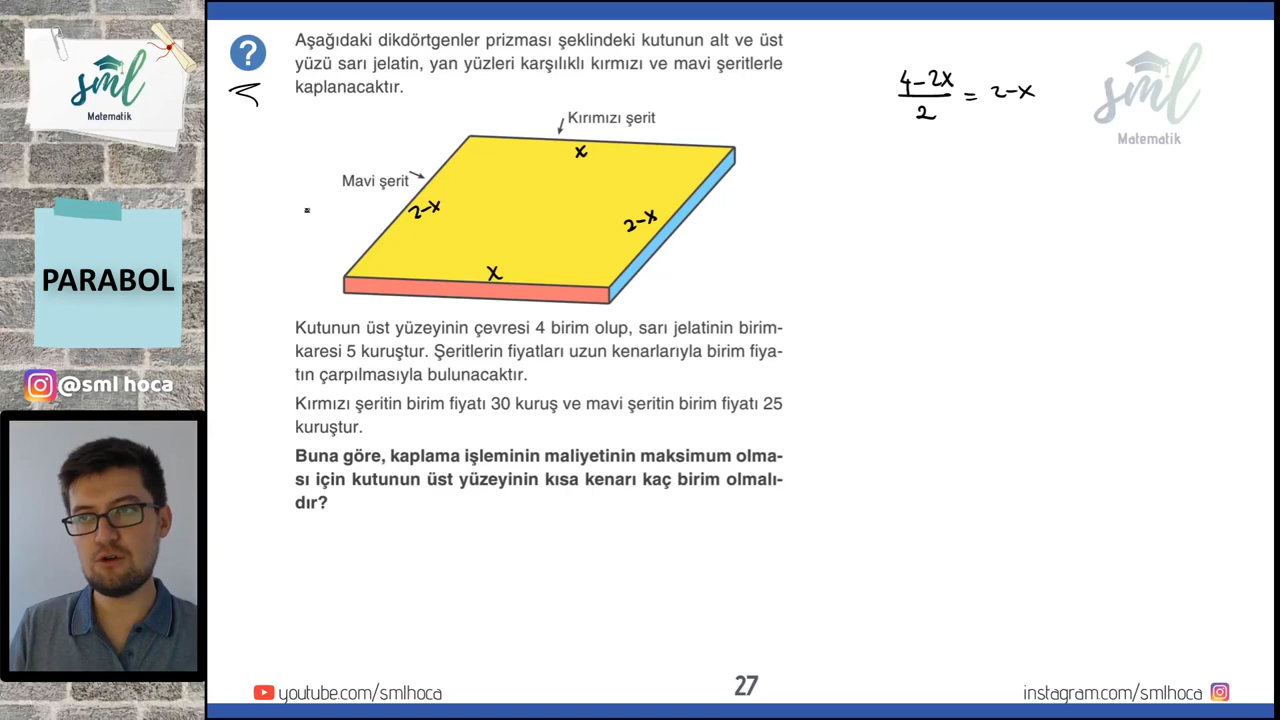 sml
Matematik
PARABOL
@sml hoca
?
Aşağıdaki dikdörtgenler prizması şeklindeki kutunun alt ve üst
yüzü sarı jelatin, yan yüzleri karşılıklı kırmızı ve mavi şeritlerle
kaplanacaktır.
Kırımızı şerit
x
Mavi şerit
2-x
2-x
x
Kutunun üst yüzeyinin çevresi 4 birim olup, sarı jelatinin birim-
karesi 5 kuruştur. Şeritlerin fiyatları uzun kenarlarıyla birim fiya-
tın çarpılmasıyla bulunacaktır.
Kırmızı şeritin birim fiyatı 30 kuruş ve mavi şeritin birim fiyatı 25
kuruştur.
Buna göre, kaplama işleminin maliyetinin maksimum olma-
sı için kutunun üst yüzeyinin kısa kenarı kaç birim olmalı-
dır?
4-2x
2
= 2-x
sml
Matematik
youtube.com/smlhoca
27
instagram.com/smlhoca